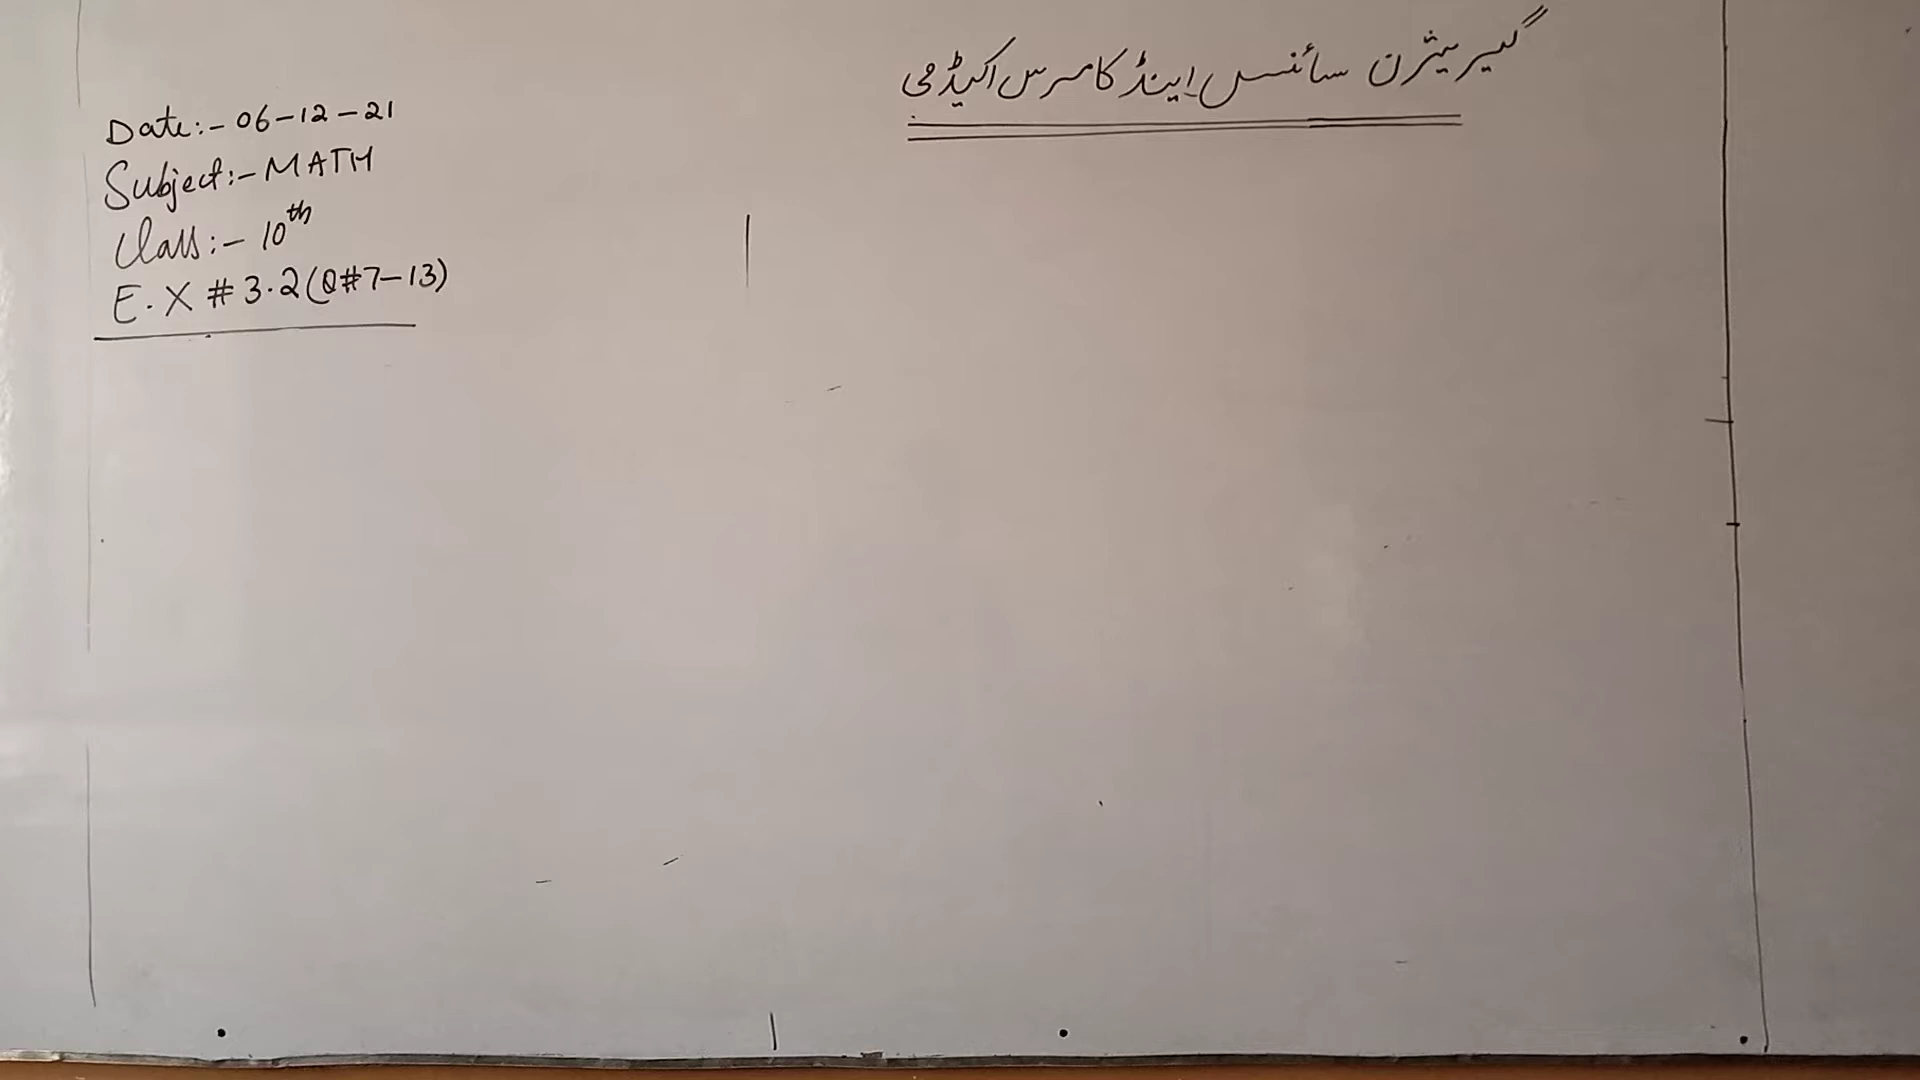 گیریژن سائنس اینڈ کامرس اکیڈمی
Date:- 06-12-21
Subject:- MATH
Class:- 10th
E.X # 3.2 (Q#7-13)